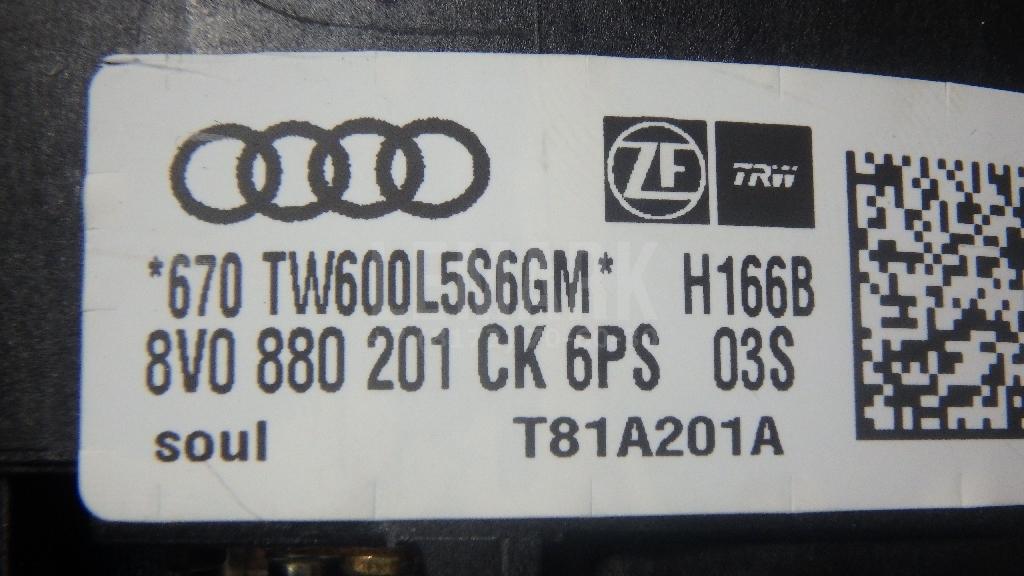 ZF TRW
*670 TW600L5S6GM* H166B
8V0 880 201 CK 6PS 03S
soul T81A201A